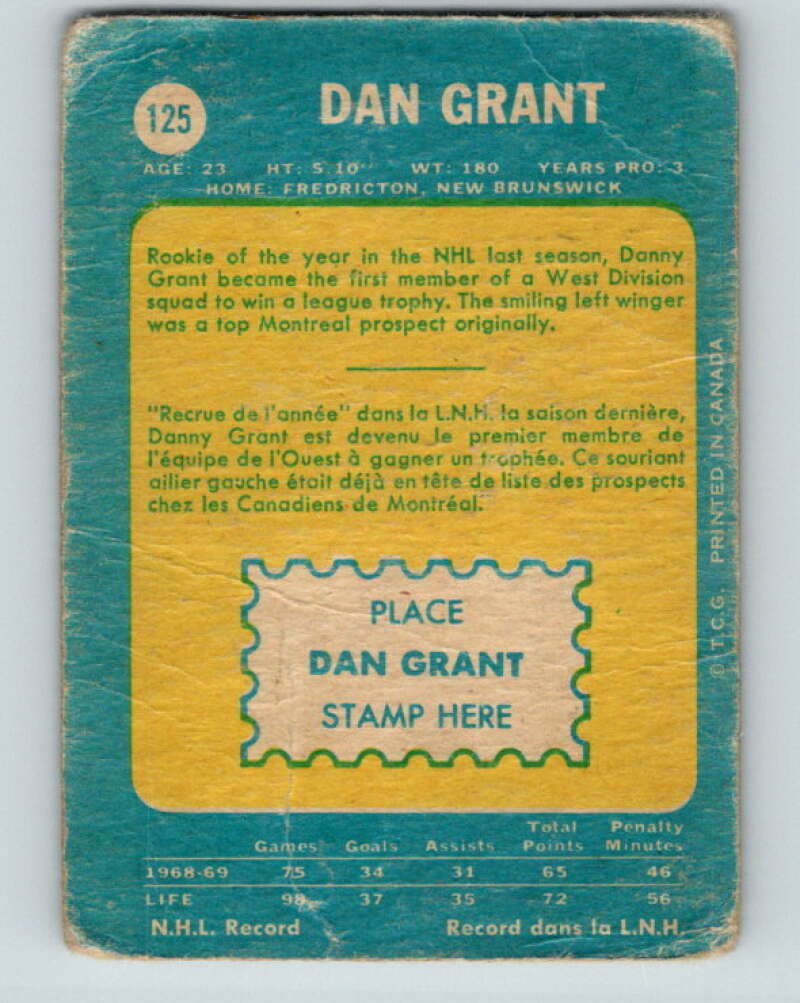 125
DAN GRANT
AGE: 23 HT: 5 10" WT: 180 YEARS PRO: 3
HOME: FREDRICTON, NEW BRUNSWICK
Rookie of the year in the NHL last season, Danny
Grant became the first member of a West Division
squad to win a league trophy. The smiling left winger
was a top Montreal prospect originally.
"Recrue de l'année" dans la L.N.H. la saison dernière,
Danny Grant est devenu le premier membre de
l'équipe de l'Ouest à gagner un trophée. Ce souriant
ailier gauche était déjà en tête de liste des prospects
chez les Canadiens de Montréal.
PLACE
DAN GRANT
STAMP HERE
© T.C.G. PRINTED IN CANADA
Total Penalty
Games Goals Assists Points Minutes
1968-69 75 34 31 65 46
LIFE 98 37 35 72 56
N.H.L. Record Record dans la L.N.H.